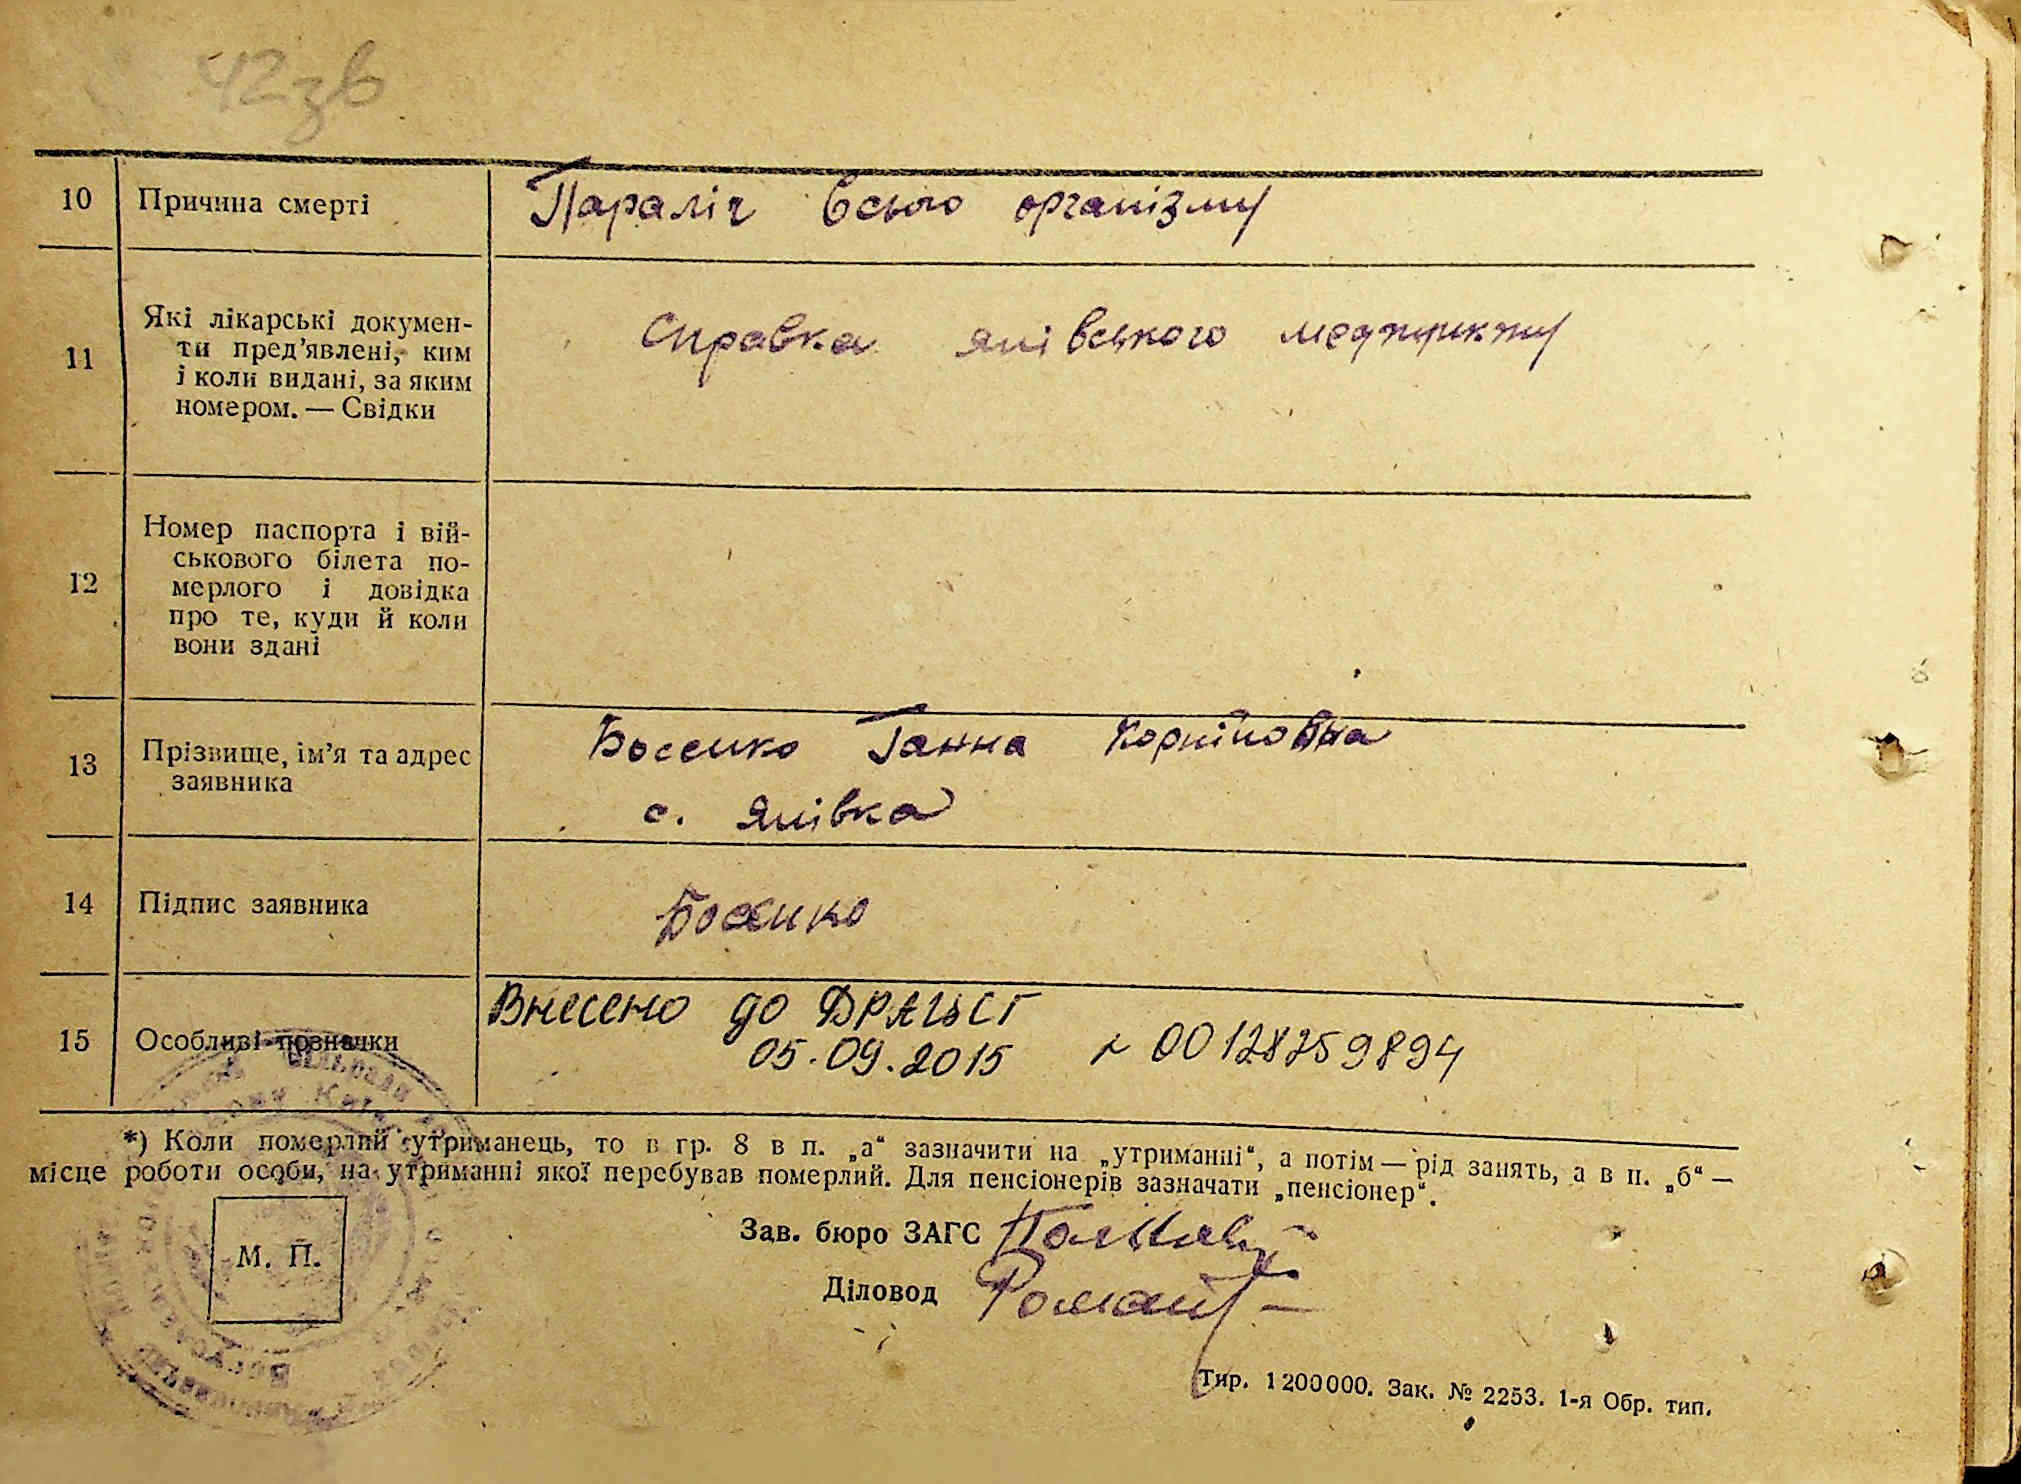 42зв
10 Причина смерті Параліч всього організму
11 Які лікарські докумен-
ти пред'явлені, ким
і коли видані, за яким
номером. — Свідки
Справка янівського медпункту
12 Номер паспорта і вій-
ськового білета по-
мерлого і довідка
про те, куди й коли
вони здані
13 Прізвище, ім'я та адрес
заявника
Босенко Ганна Корніївна
с. Янівка
14 Підпис заявника Босенко
15 Особливі позначки
Внесено до ДРАЦСГ
05.09.2015 № 00128259894
*) Коли померлий утриманець, то в гр. 8 в п. „а“ зазначити на „утриманні“, а потім — рід занять, а в п. „б“ —
місце роботи особи, на утриманні якої перебував померлий. Для пенсіонерів зазначати „пенсіонер“.
Зав. бюро ЗАГС
М. П.
Діловод
Тир. 1200000. Зак. № 2253. 1-я Обр. тип.